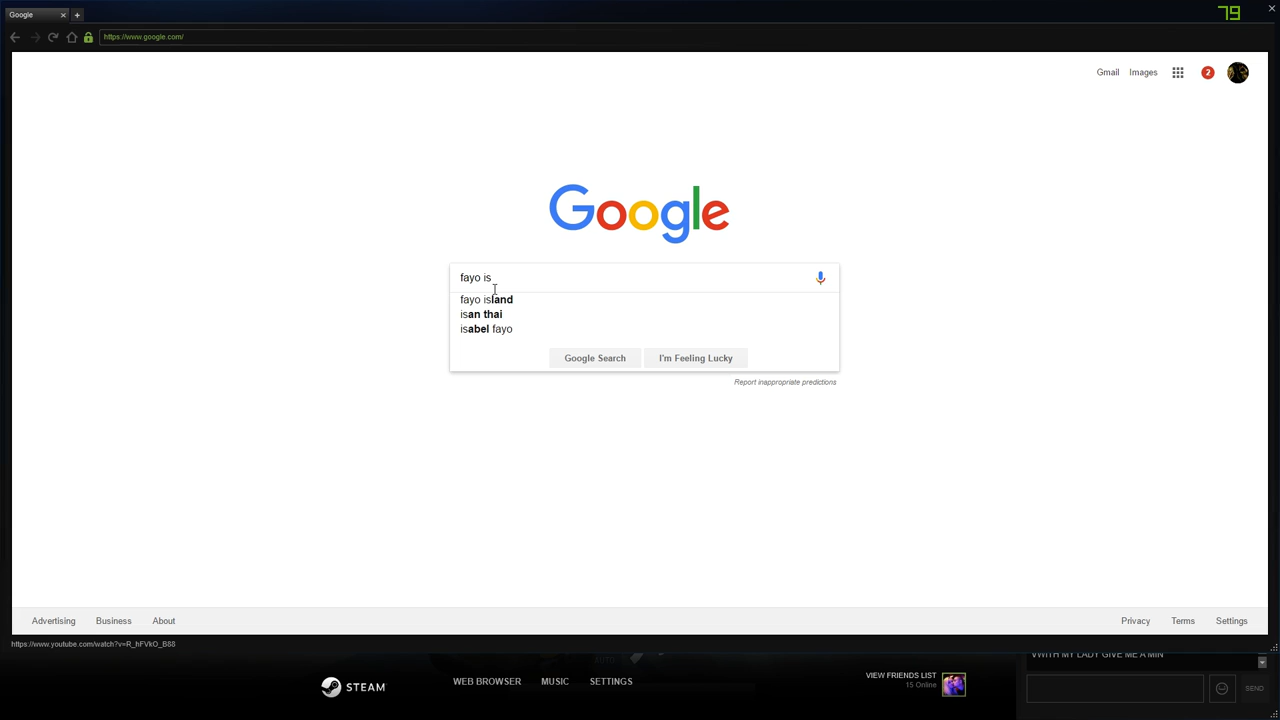 Google
79
https://www.google.com/
Gmail Images 2
Google
fayo is
fayo island
isan thai
isabel fayo
Google Search I'm Feeling Lucky
Report inappropriate predictions
Advertising Business About Privacy Terms Settings
https://www.youtube.com/watch?v=R_hFVkO_B88
AUTO
VWITH MY LADY GIVE ME A MIN
STEAM WEB BROWSER MUSIC SETTINGS
VIEW FRIENDS LIST
15 Online
SEND